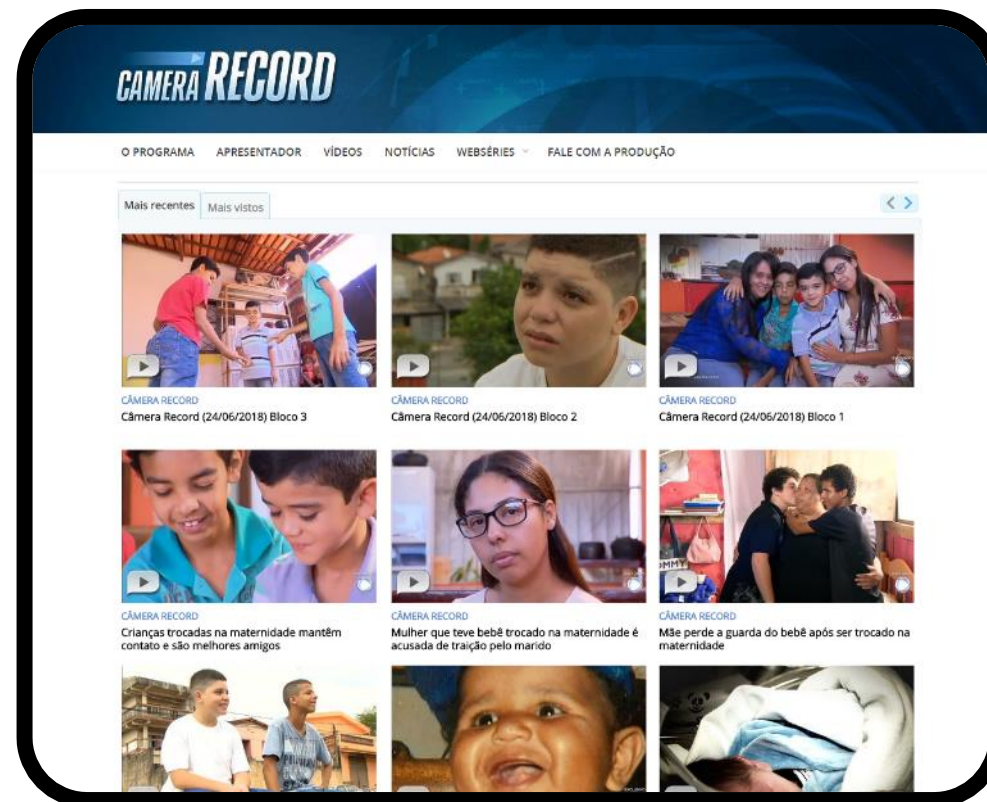 CAMERA RECORD
O PROGRAMA APRESENTADOR VÍDEOS NOTÍCIAS WEBSÉRIES FALE COM A PRODUÇÃO
Mais recentes Mais vistos
CÂMERA RECORD
Câmera Record (24/06/2018) Bloco 3
CÂMERA RECORD
Câmera Record (24/06/2018) Bloco 2
CÂMERA RECORD
Câmera Record (24/06/2018) Bloco 1
CÂMERA RECORD
Crianças trocadas na maternidade mantêm
contato e são melhores amigos
CÂMERA RECORD
Mulher que teve bebê trocado na maternidade é
acusada de traição pelo marido
OMMY
CÂMERA RECORD
Mãe perde a guarda do bebê após ser trocado na
maternidade